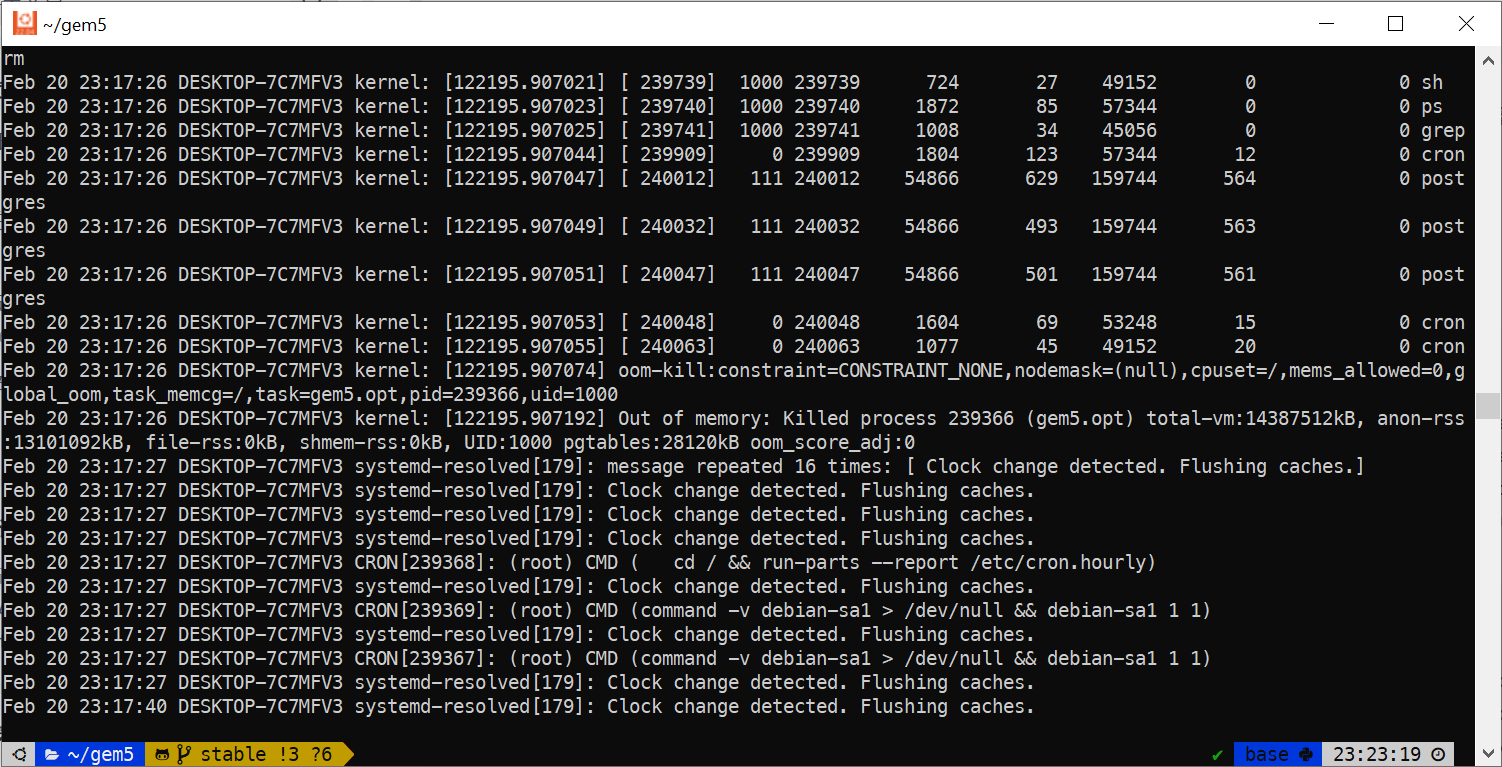 ~/gem5
rm
Feb 20 23:17:26 DESKTOP-7C7MFV3 kernel: [122195.907021] [ 239739]  1000 239739      724       27    49152        0             0 sh
Feb 20 23:17:26 DESKTOP-7C7MFV3 kernel: [122195.907023] [ 239740]  1000 239740     1872       85    57344        0             0 ps
Feb 20 23:17:26 DESKTOP-7C7MFV3 kernel: [122195.907025] [ 239741]  1000 239741     1008       34    45056        0             0 grep
Feb 20 23:17:26 DESKTOP-7C7MFV3 kernel: [122195.907044] [ 239909]     0 239909     1804      123    57344       12             0 cron
Feb 20 23:17:26 DESKTOP-7C7MFV3 kernel: [122195.907047] [ 240012]   111 240012    54866      629   159744      564             0 post
gres
Feb 20 23:17:26 DESKTOP-7C7MFV3 kernel: [122195.907049] [ 240032]   111 240032    54866      493   159744      563             0 post
gres
Feb 20 23:17:26 DESKTOP-7C7MFV3 kernel: [122195.907051] [ 240047]   111 240047    54866      501   159744      561             0 post
gres
Feb 20 23:17:26 DESKTOP-7C7MFV3 kernel: [122195.907053] [ 240048]     0 240048     1604       69    53248       15             0 cron
Feb 20 23:17:26 DESKTOP-7C7MFV3 kernel: [122195.907055] [ 240063]     0 240063     1077       45    49152       20             0 cron
Feb 20 23:17:26 DESKTOP-7C7MFV3 kernel: [122195.907074] oom-kill:constraint=CONSTRAINT_NONE,nodemask=(null),cpuset=/,mems_allowed=0,g
lobal_oom,task_memcg=/,task=gem5.opt,pid=239366,uid=1000
Feb 20 23:17:26 DESKTOP-7C7MFV3 kernel: [122195.907192] Out of memory: Killed process 239366 (gem5.opt) total-vm:14387512kB, anon-rss
:13101092kB, file-rss:0kB, shmem-rss:0kB, UID:1000 pgtables:28120kB oom_score_adj:0
Feb 20 23:17:27 DESKTOP-7C7MFV3 systemd-resolved[179]: message repeated 16 times: [ Clock change detected. Flushing caches.]
Feb 20 23:17:27 DESKTOP-7C7MFV3 systemd-resolved[179]: Clock change detected. Flushing caches.
Feb 20 23:17:27 DESKTOP-7C7MFV3 systemd-resolved[179]: Clock change detected. Flushing caches.
Feb 20 23:17:27 DESKTOP-7C7MFV3 systemd-resolved[179]: Clock change detected. Flushing caches.
Feb 20 23:17:27 DESKTOP-7C7MFV3 CRON[239368]: (root) CMD (   cd / && run-parts --report /etc/cron.hourly)
Feb 20 23:17:27 DESKTOP-7C7MFV3 systemd-resolved[179]: Clock change detected. Flushing caches.
Feb 20 23:17:27 DESKTOP-7C7MFV3 CRON[239369]: (root) CMD (command -v debian-sa1 > /dev/null && debian-sa1 1 1)
Feb 20 23:17:27 DESKTOP-7C7MFV3 systemd-resolved[179]: Clock change detected. Flushing caches.
Feb 20 23:17:27 DESKTOP-7C7MFV3 CRON[239367]: (root) CMD (command -v debian-sa1 > /dev/null && debian-sa1 1 1)
Feb 20 23:17:27 DESKTOP-7C7MFV3 systemd-resolved[179]: Clock change detected. Flushing caches.
Feb 20 23:17:40 DESKTOP-7C7MFV3 systemd-resolved[179]: Clock change detected. Flushing caches.
~/gem5 stable !3 ?6 ✓ base 23:23:19